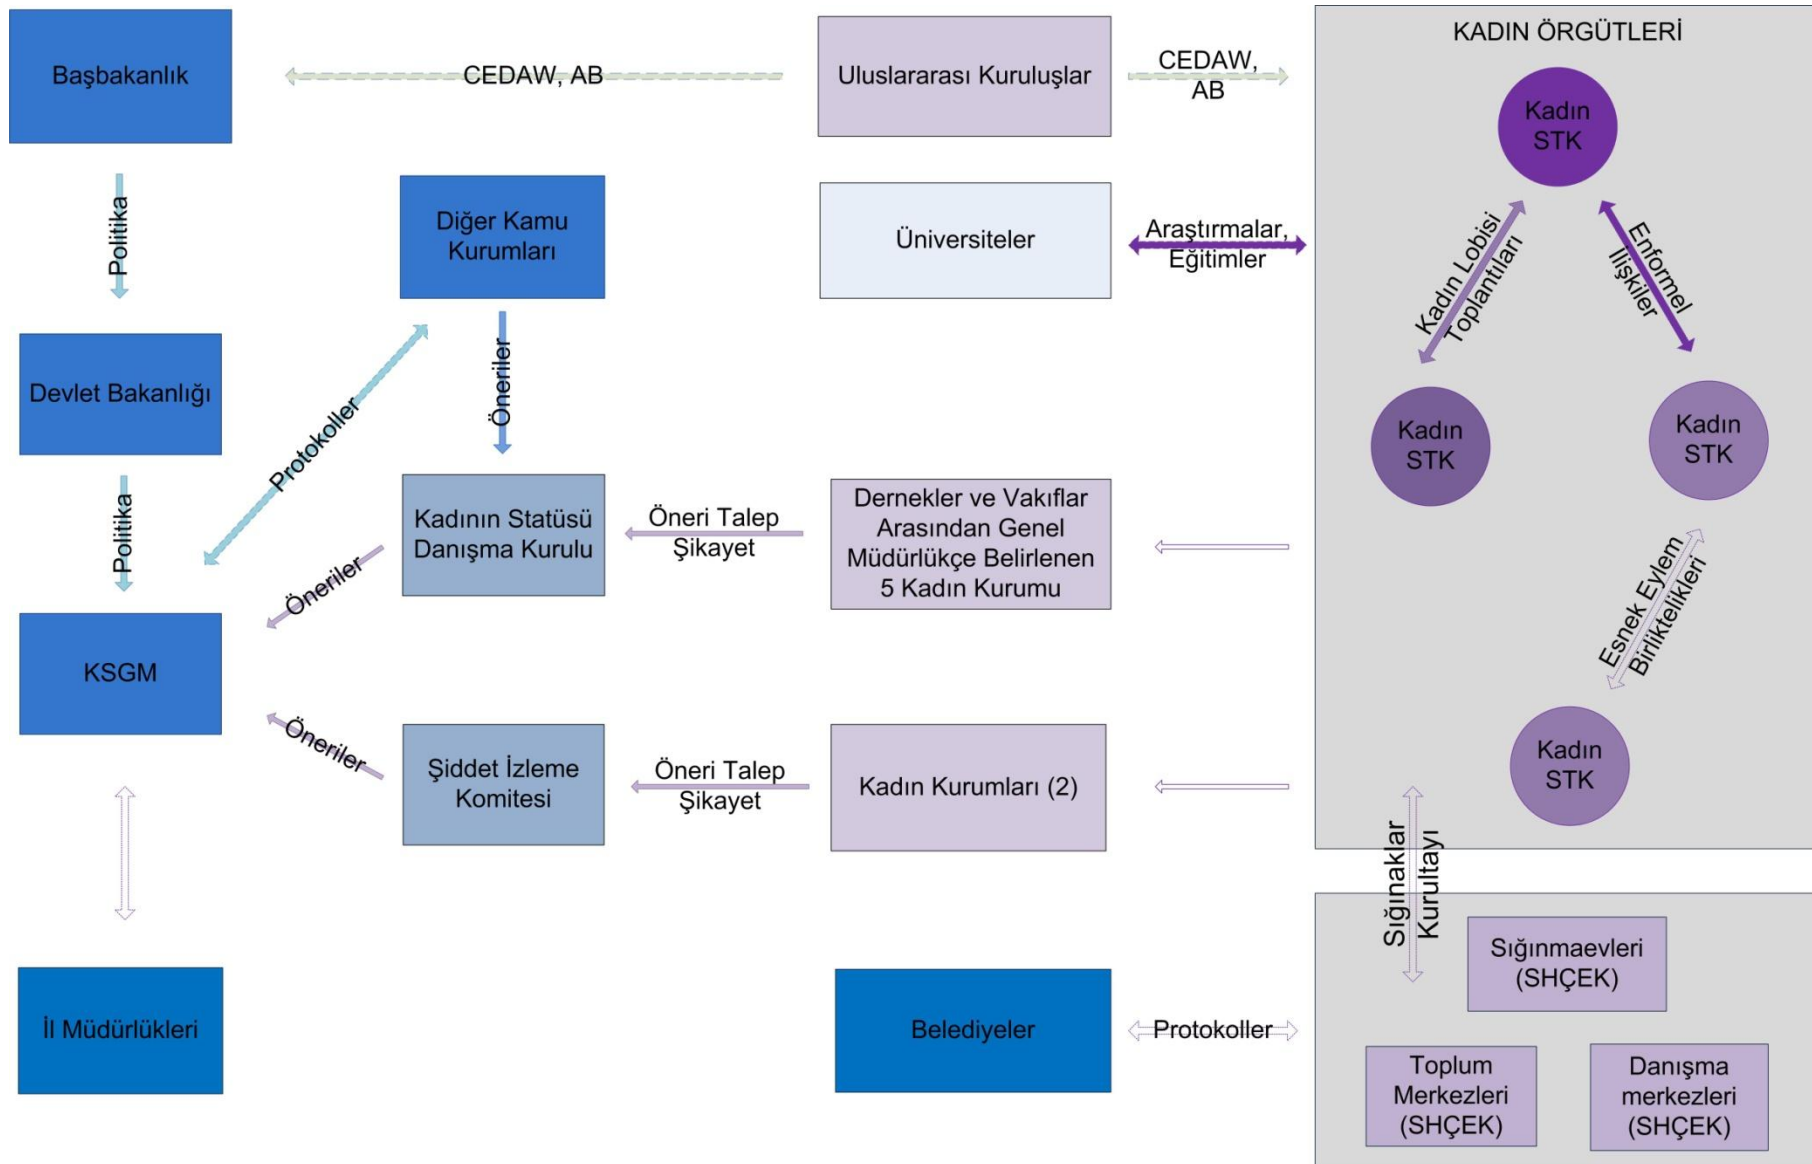 Başbakanlık
CEDAW, AB
Uluslararası Kuruluşlar
CEDAW,
AB
KADIN ÖRGÜTLERİ
Kadın
STK
Politika
Diğer Kamu
Kurumları
Üniversiteler
Araştırmalar,
Eğitimler
Kadın Lobisi
Toplantıları
Enformel
İlişkiler
Devlet Bakanlığı
Protokoller
Öneriler
Kadın
STK
Kadın
STK
Politika
Kadının Statüsü
Danışma Kurulu
Öneri Talep
Şikayet
Dernekler ve Vakıflar
Arasından Genel
Müdürlükçe Belirlenen
5 Kadın Kurumu
Esnek Eylem
Birliktelikleri
Öneriler
KSGM
Öneriler
Şiddet İzleme
Komitesi
Öneri Talep
Şikayet
Kadın Kurumları (2)
Kadın
STK
Sığınaklar
Kurultayı
Sığınmaevleri
(SHÇEK)
İl Müdürlükleri
Belediyeler
Protokoller
Toplum
Merkezleri
(SHÇEK)
Danışma
merkezleri
(SHÇEK)